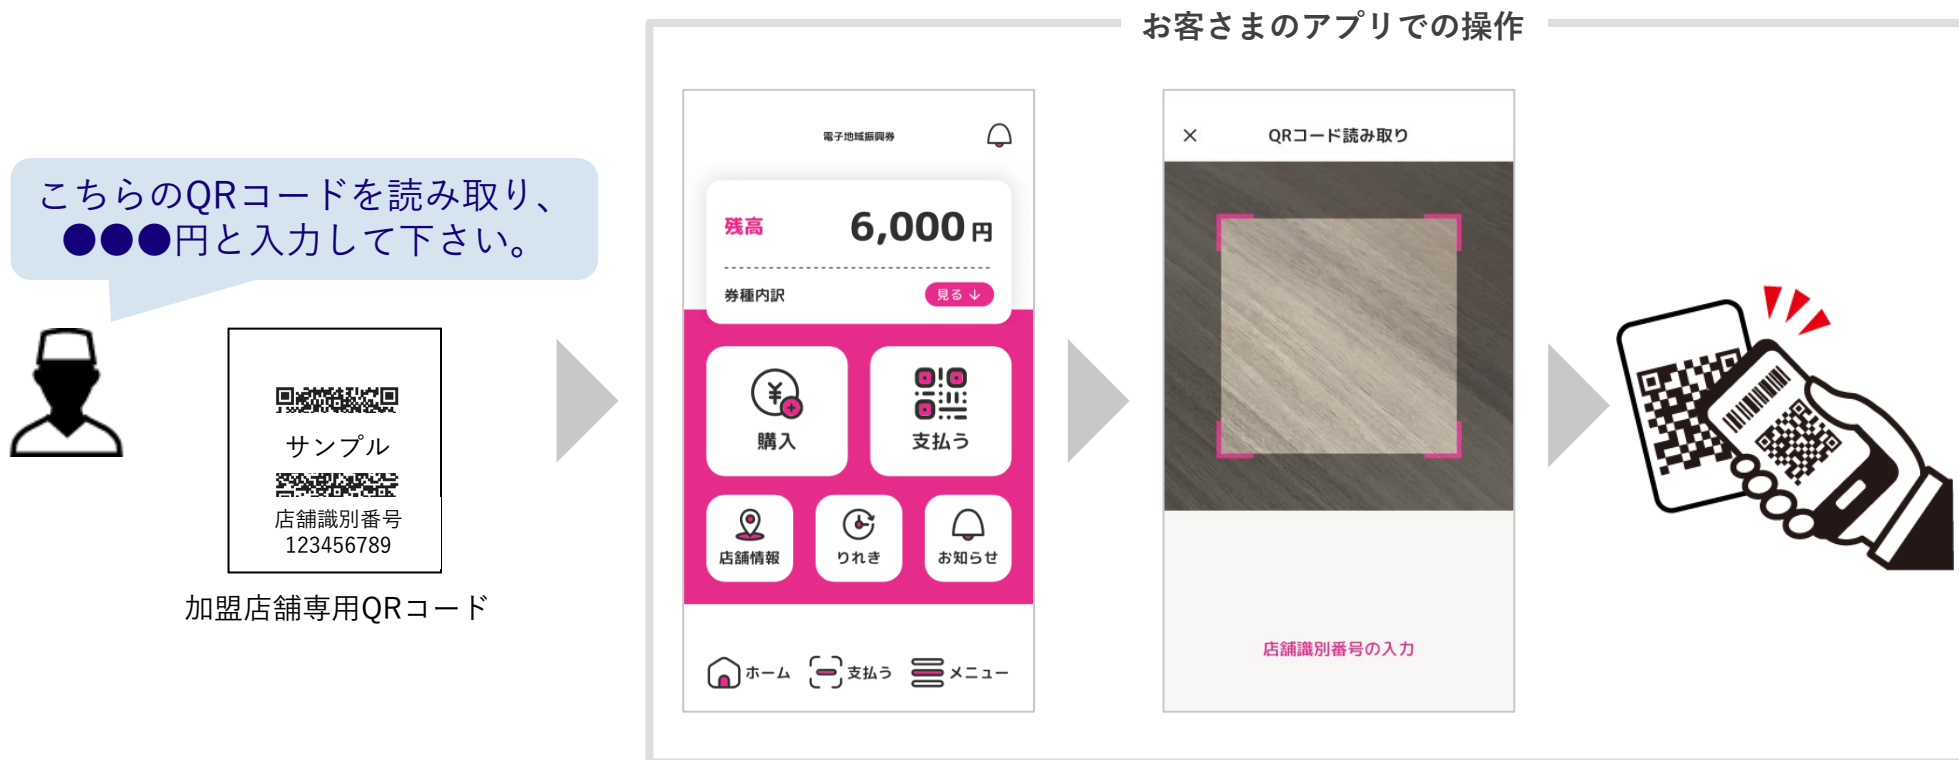 お客さまのアプリでの操作
こちらのQRコードを読み取り、
●●●円と入力して下さい。
サンプル
店舗識別番号
123456789
加盟店舗専用QRコード
電子地域振興券
残高 6,000円
券種内訳 見る ↓
購入 支払う
店舗情報 りれき お知らせ
ホーム 支払う メニュー
× QRコード読み取り
店舗識別番号の入力